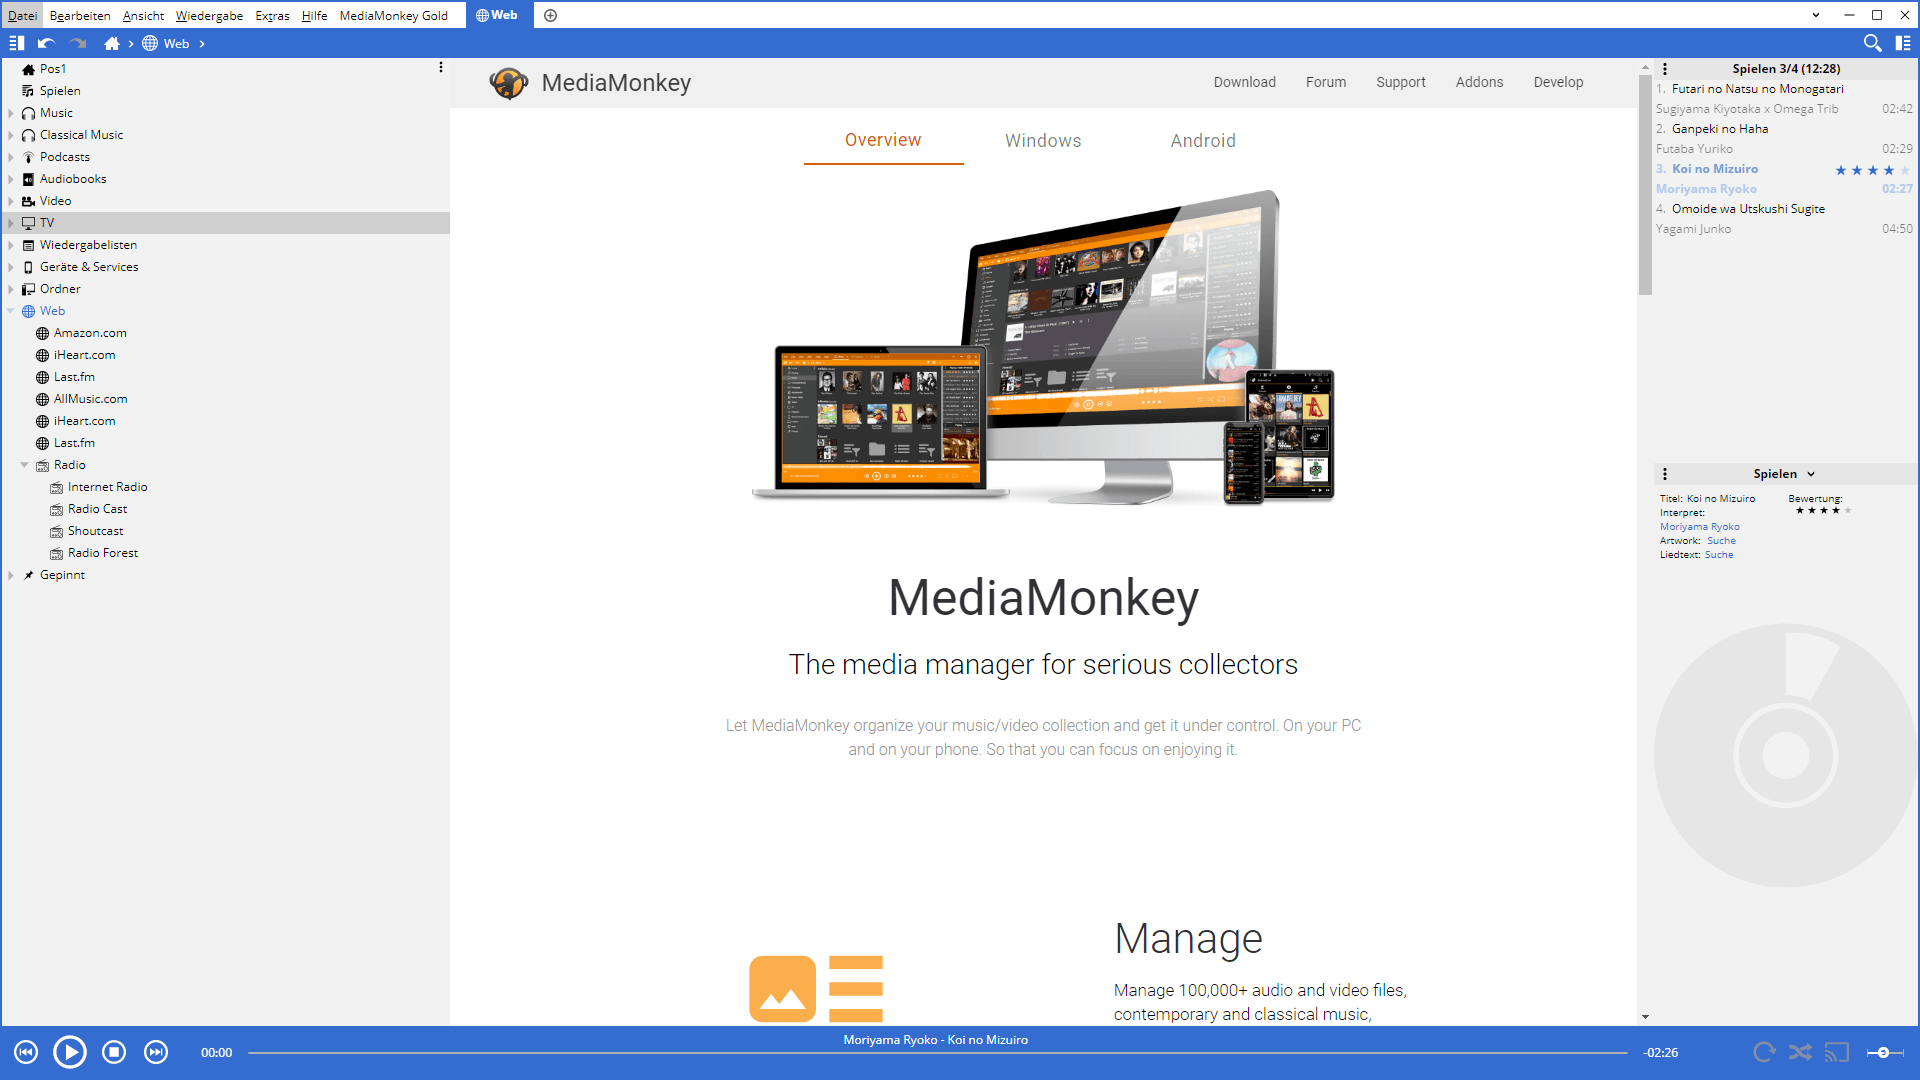 Datei Bearbeiten Ansicht Wiedergabe Extras Hilfe MediaMonkey Gold Web
Web
Pos1
Spielen
Music
Classical Music
Podcasts
Audiobooks
Video
TV
Wiedergabelisten
Geräte & Services
Ordner
Web
Amazon.com
iHeart.com
Last.fm
AllMusic.com
iHeart.com
Last.fm
Radio
Internet Radio
Radio Cast
Shoutcast
Radio Forest
Gepinnt
MediaMonkey
Download Forum Support Addons Develop
Overview Windows Android
MediaMonkey
The media manager for serious collectors
Let MediaMonkey organize your music/video collection and get it under control. On your PC
and on your phone. So that you can focus on enjoying it.
Manage
Manage 100,000+ audio and video files,
contemporary and classical music,
Spielen 3/4 (12:28)
1. Futari no Natsu no Monogatari
Sugiyama Kiyotaka x Omega Trib 02:42
2. Ganpeki no Haha
Futaba Yuriko 02:29
3. Koi no Mizuiro
Moriyama Ryoko 02:27
4. Omoide wa Utskushi Sugite
Yagami Junko 04:50
Spielen
Titel: Koi no Mizuiro Bewertung:
Interpret:
Moriyama Ryoko
Artwork: Suche
Liedtext: Suche
Moriyama Ryoko - Koi no Mizuiro
00:00 -02:26